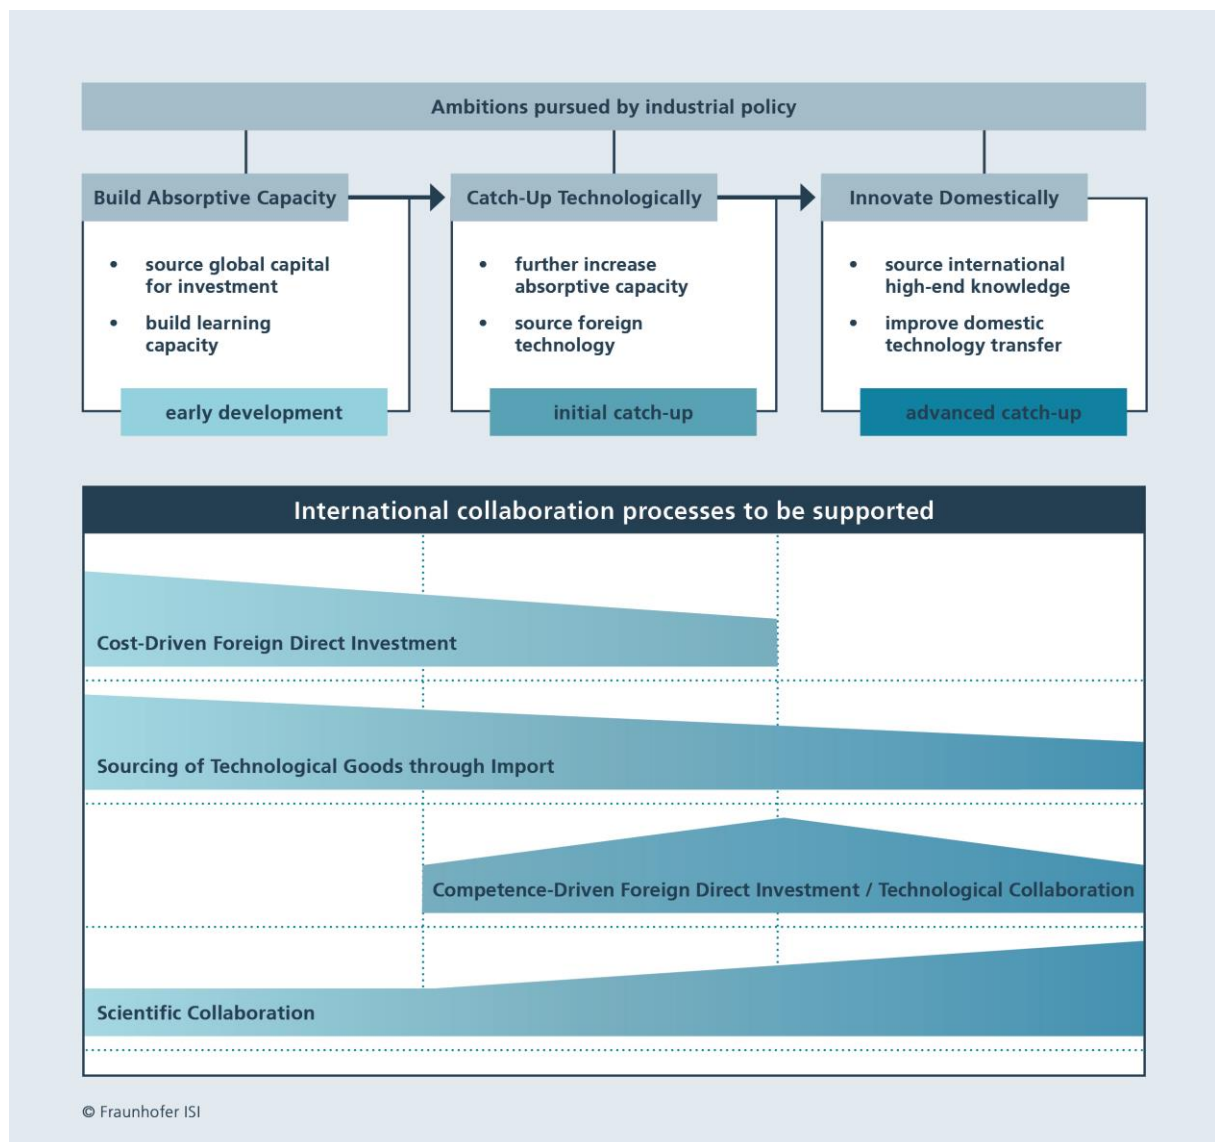 Ambitions pursued by industrial policy
Build Absorptive Capacity
• source global capital
for investment
• build learning
capacity
early development
Catch-Up Technologically
• further increase
absorptive capacity
• source foreign
technology
initial catch-up
Innovate Domestically
• source international
high-end knowledge
• improve domestic
technology transfer
advanced catch-up
International collaboration processes to be supported
Cost-Driven Foreign Direct Investment
Sourcing of Technological Goods through Import
Competence-Driven Foreign Direct Investment / Technological Collaboration
Scientific Collaboration
© Fraunhofer ISI